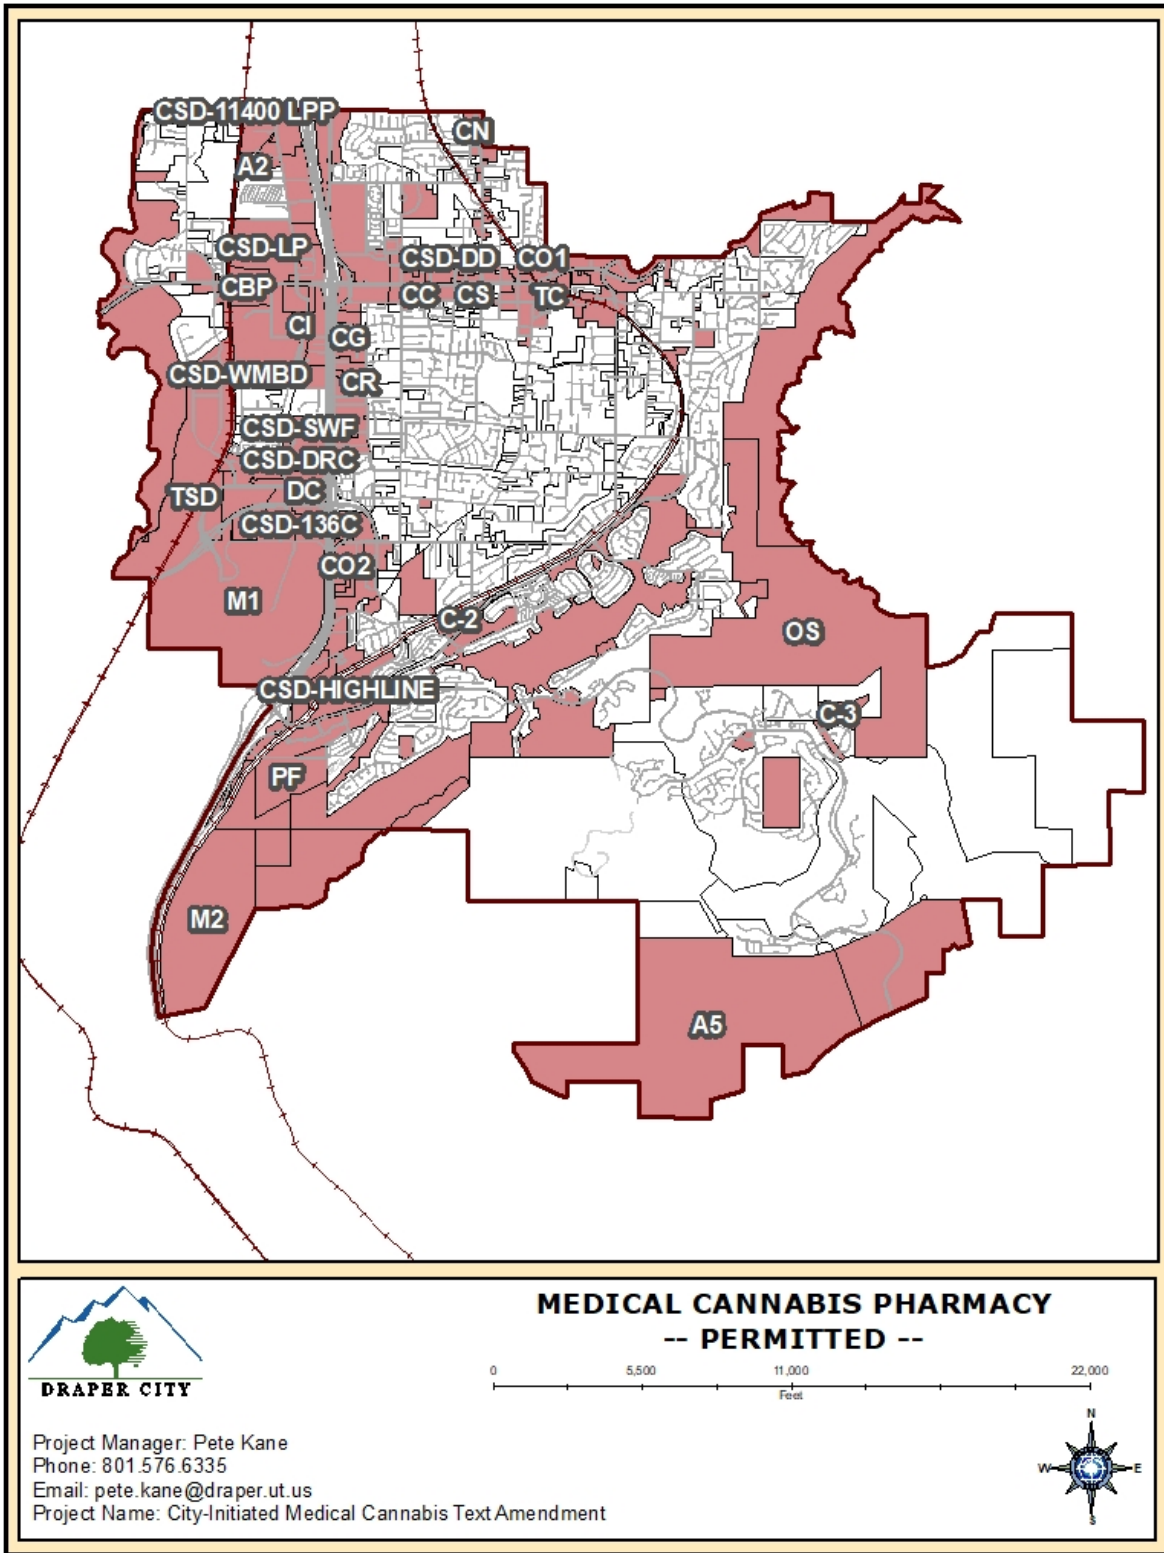 CSD-11400 LPP
CN
A2
CSD-LP
CSD-DD
CO1
CBP
CC
CS
TC
CI
CG
CSD-WMBD
CR
CSD-SWF
CSD-DRC
TSD
DC
CSD-136C
CO2
M1
C-2
OS
CSD-HIGHLINE
C-3
PF
M2
A5
DRAPER CITY
MEDICAL CANNABIS PHARMACY
-- PERMITTED --
0 5,500 11,000 22,000
Feet
N
W E
S
Project Manager: Pete Kane
Phone: 801.576.6335
Email: pete.kane@draper.ut.us
Project Name: City-Initiated Medical Cannabis Text Amendment